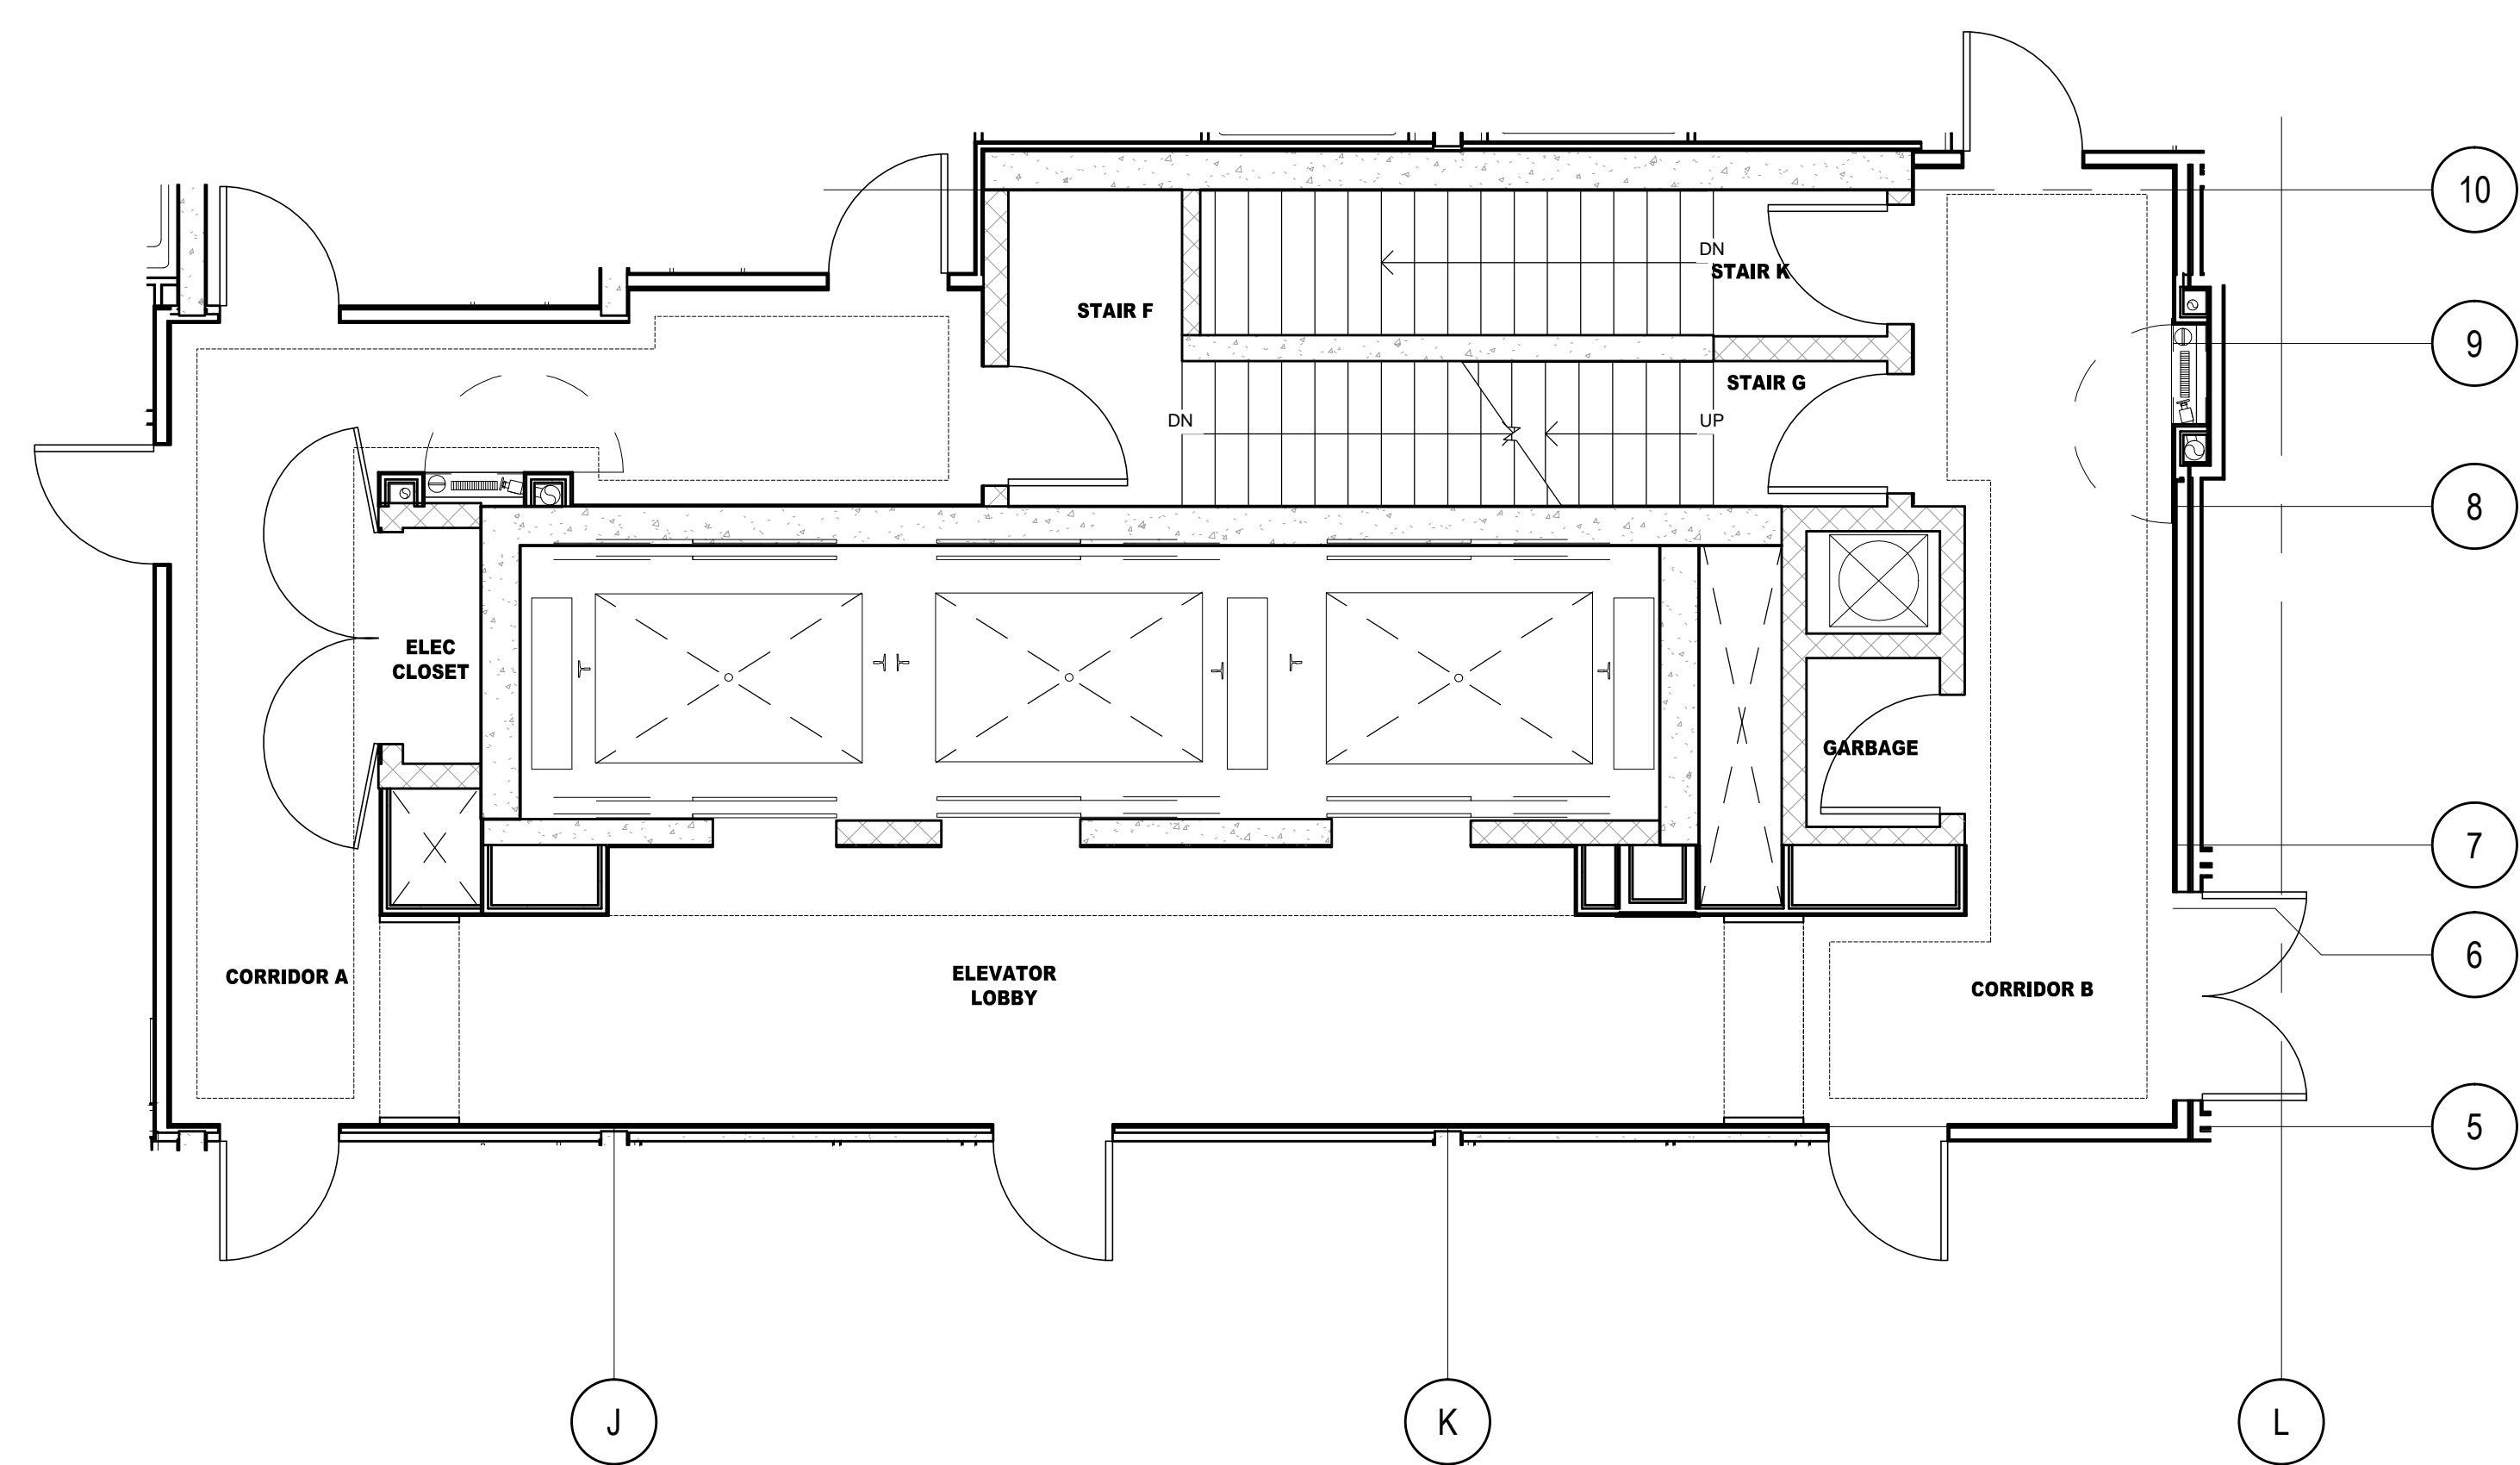 10
DN
STAIR K
STAIR F
9
STAIR G
DN
UP
8
ELEC
CLOSET
GARBAGE
7
6
CORRIDOR A
ELEVATOR
LOBBY
CORRIDOR B
5
J
K
L